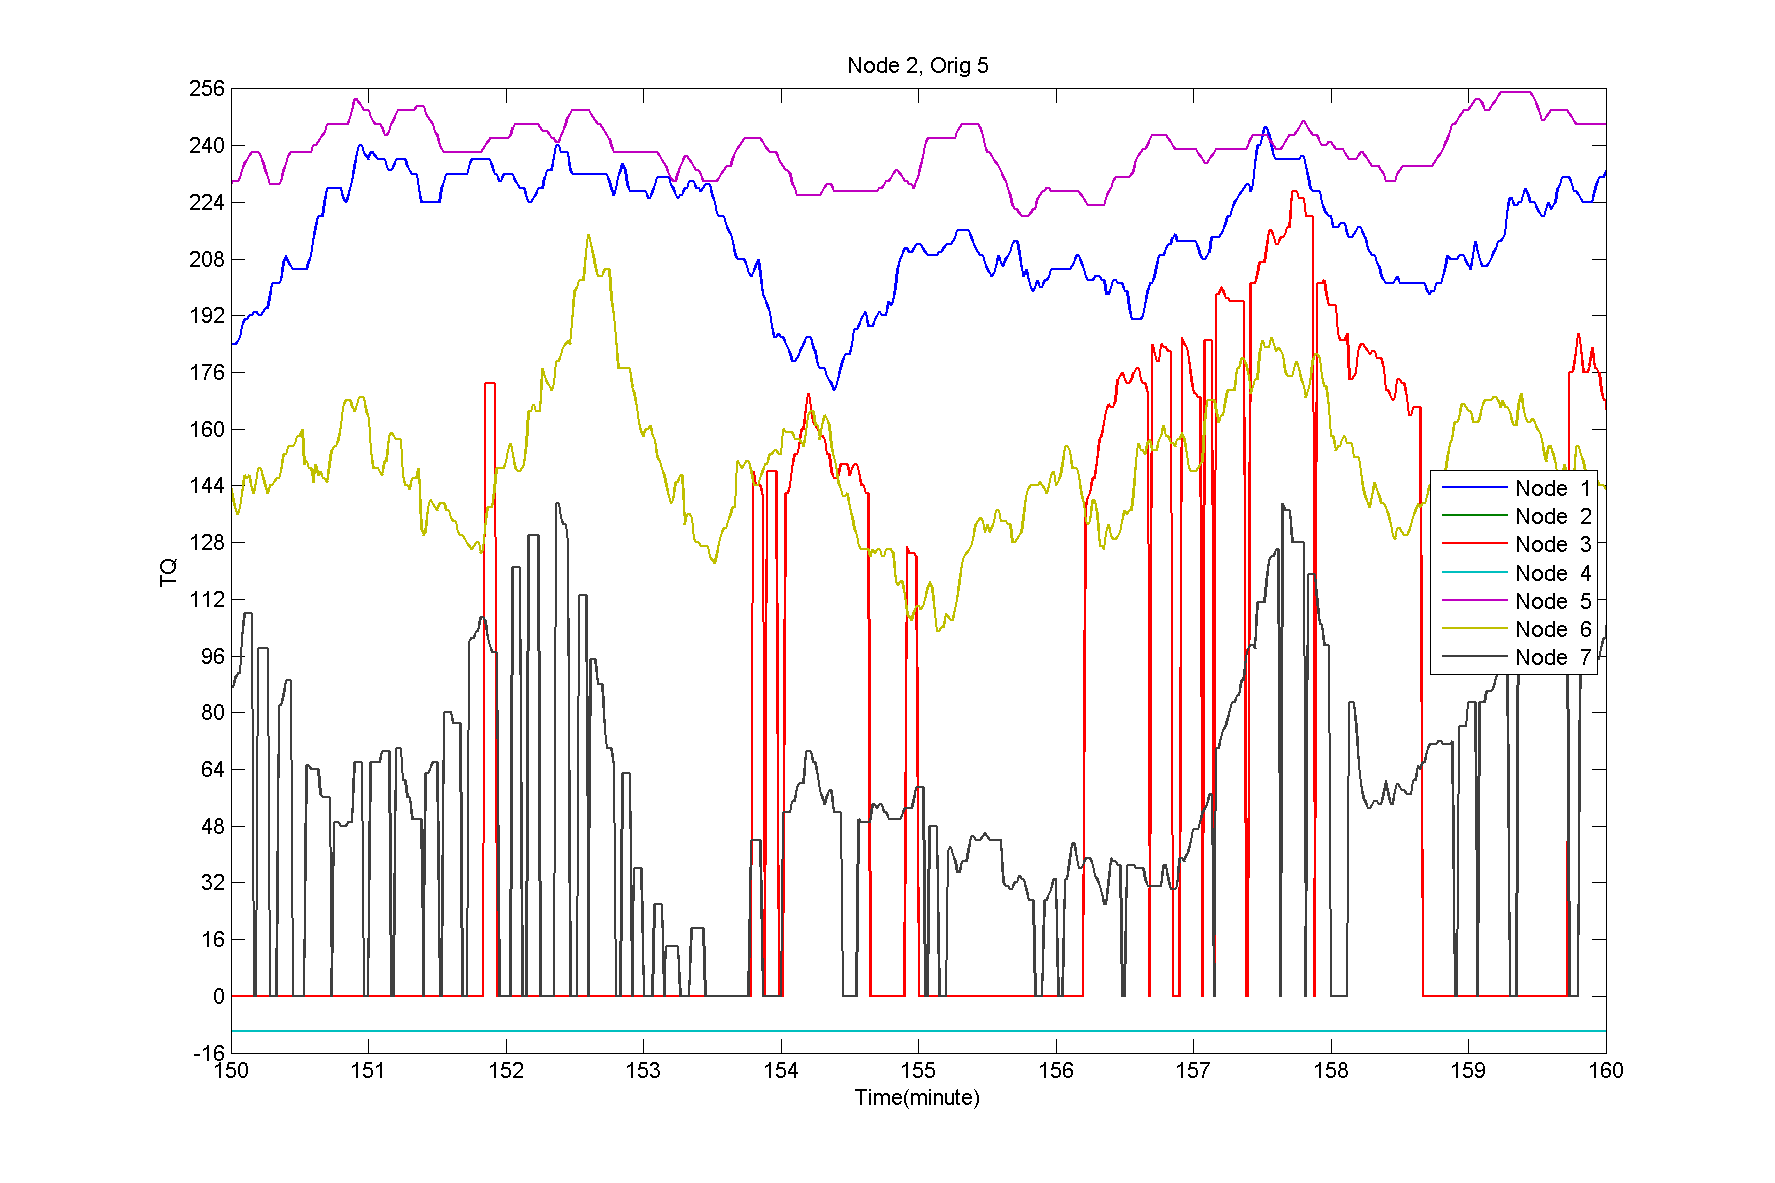 Node 2, Orig 5
256
240
224
208
192
176
160
144
128
112
96
80
64
48
32
16
0
-16
TQ
150 151 152 153 154 155 156 157 158 159 160
Time(minute)
Node 1
Node 2
Node 3
Node 4
Node 5
Node 6
Node 7